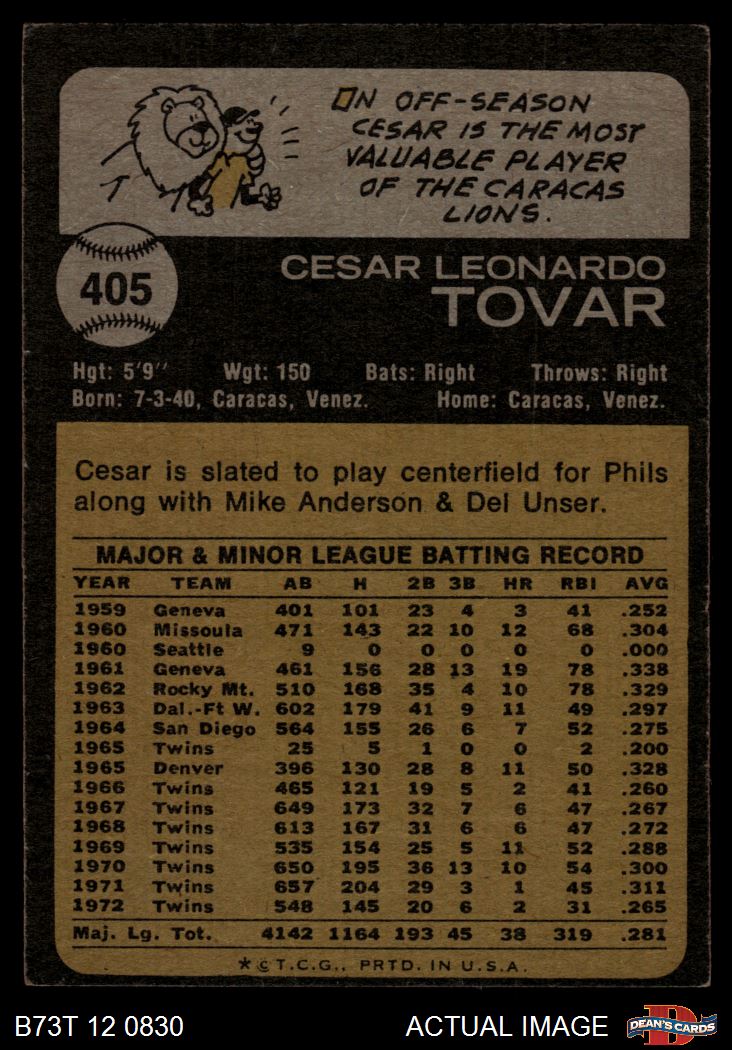 IN OFF-SEASON
CESAR IS THE MOST
VALUABLE PLAYER
OF THE CARACAS
LIONS.
405
CESAR LEONARDO
TOVAR
Hgt: 5'9" Wgt: 150 Bats: Right Throws: Right
Born: 7-3-40, Caracas, Venez. Home: Caracas, Venez.
Cesar is slated to play centerfield for Phils
along with Mike Anderson & Del Unser.
MAJOR & MINOR LEAGUE BATTING RECORD
YEAR TEAM AB H 2B 3B HR RBI AVG
1959 Geneva 401 101 23 4 3 41 .252
1960 Missoula 471 143 22 10 12 68 .304
1960 Seattle 9 0 0 0 0 0 .000
1961 Geneva 461 156 28 13 19 78 .338
1962 Rocky Mt. 510 168 35 4 10 78 .329
1963 Dal.-Ft W. 602 179 41 9 11 49 .297
1964 San Diego 564 155 26 6 7 52 .275
1965 Twins 25 5 1 0 0 2 .200
1965 Denver 396 130 28 8 11 50 .328
1966 Twins 465 121 19 5 2 41 .260
1967 Twins 649 173 32 7 6 47 .267
1968 Twins 613 167 31 6 6 47 .272
1969 Twins 535 154 25 5 11 52 .288
1970 Twins 650 195 36 13 10 54 .300
1971 Twins 657 204 29 3 1 45 .311
1972 Twins 548 145 20 6 2 31 .265
Maj. Lg. Tot. 4142 1164 193 45 38 319 .281
*© T.C.G., PRTD. IN U.S.A.
B73T 12 0830 ACTUAL IMAGE DEAN'S CARDS